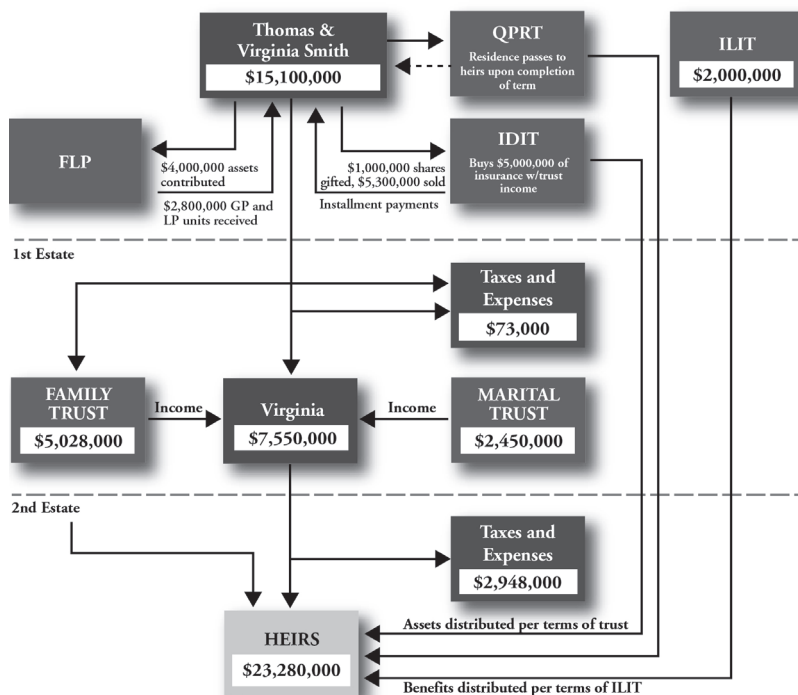 Thomas &
Virginia Smith
$15,100,000
QPRT
Residence passes to
heirs upon completion
of term
ILIT
$2,000,000
FLP
$4,000,000 assets
contributed
$2,800,000 GP and
LP units received
$1,000,000 shares
gifted, $5,300,000 sold
Installment payments
IDIT
Buys $5,000,000 of
insurance w/trust
income
1st Estate
Taxes and
Expenses
$73,000
FAMILY
TRUST
$5,028,000
Income
Virginia
$7,550,000
Income
MARITAL
TRUST
$2,450,000
2nd Estate
Taxes and
Expenses
$2,948,000
HEIRS
$23,280,000
Assets distributed per terms of trust
Benefits distributed per terms of ILIT